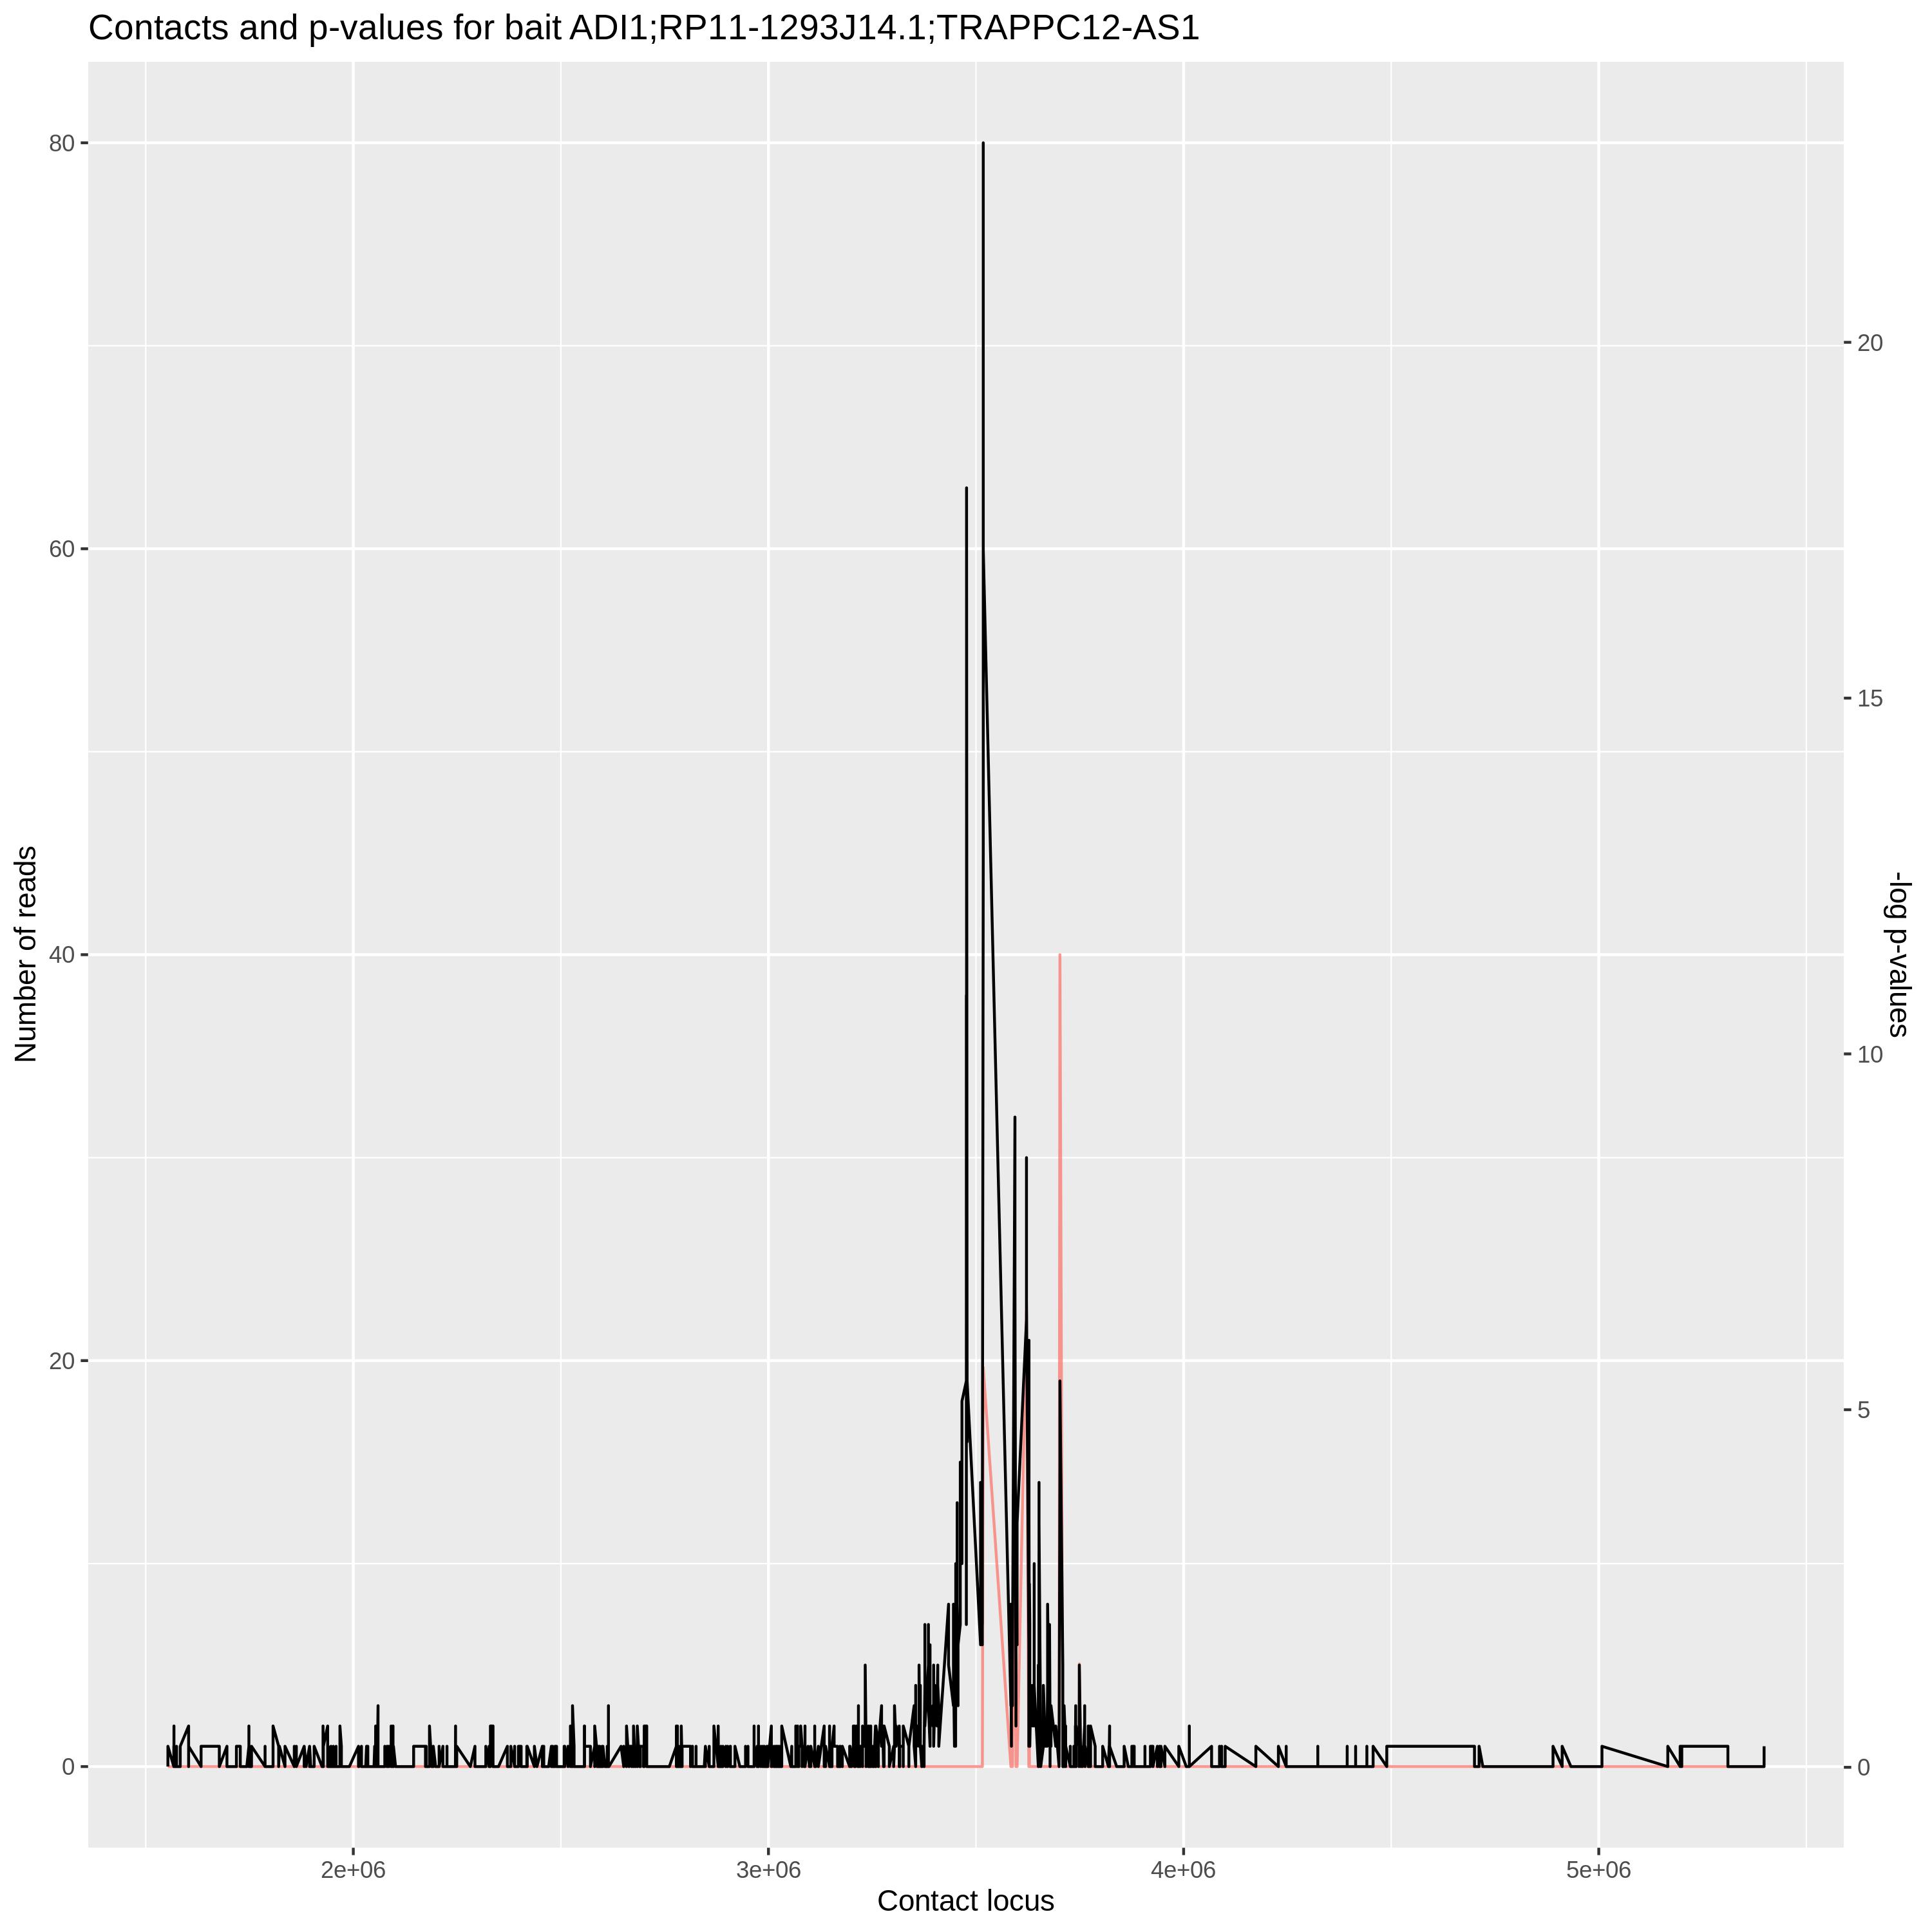 Contacts and p-values for bait ADI1;RP11-1293J14.1;TRAPPC12-AS1
Number of reads
80
60
40
20
0
20
15
10
5
0
-log p-values
2e+06
3e+06
4e+06
5e+06
Contact locus